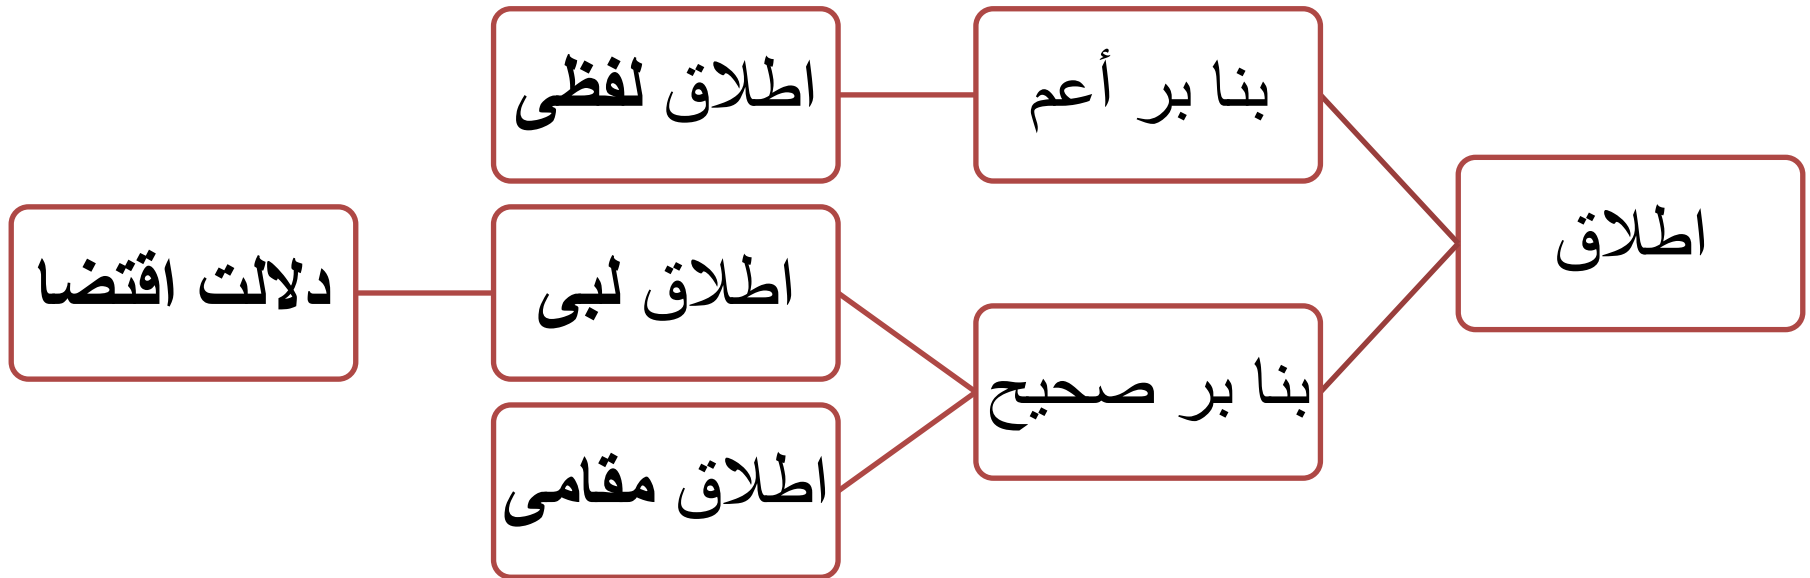 اطلاق
بنا بر أعم
اطلاق لفظی
بنا بر صحیح
اطلاق لبی
دلالت اقتضا
اطلاق مقامی